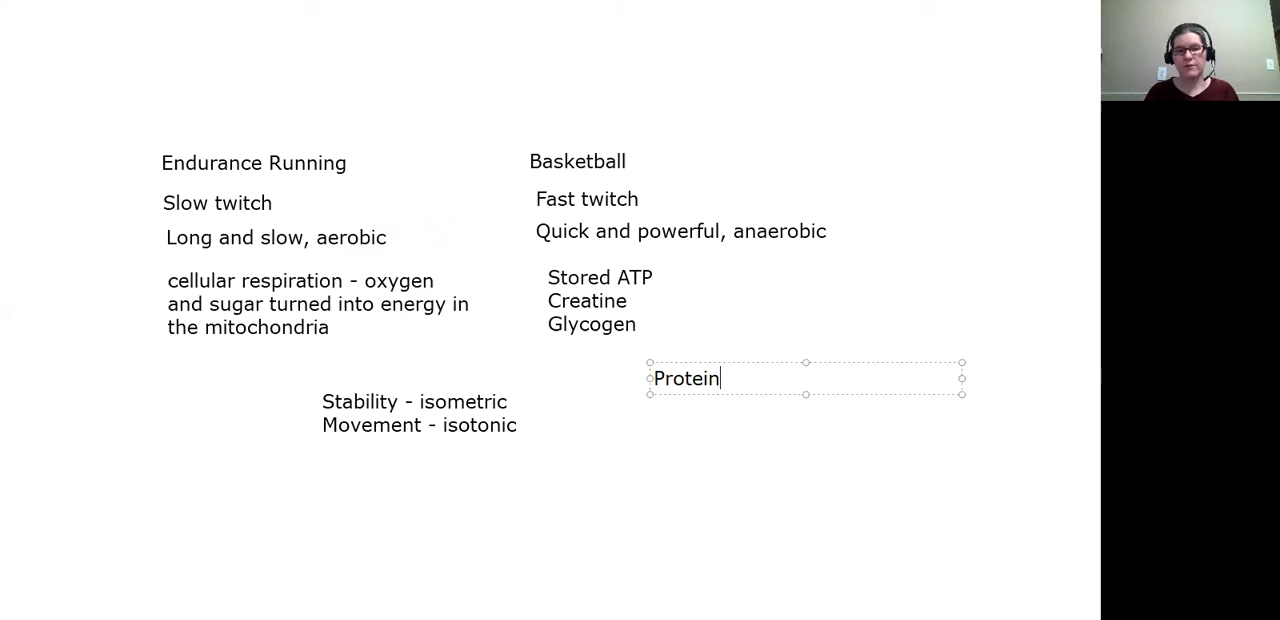 Endurance Running
Slow twitch
Long and slow, aerobic
cellular respiration - oxygen
and sugar turned into energy in
the mitochondria
Basketball
Fast twitch
Quick and powerful, anaerobic
Stored ATP
Creatine
Glycogen
Protein
Stability - isometric
Movement - isotonic